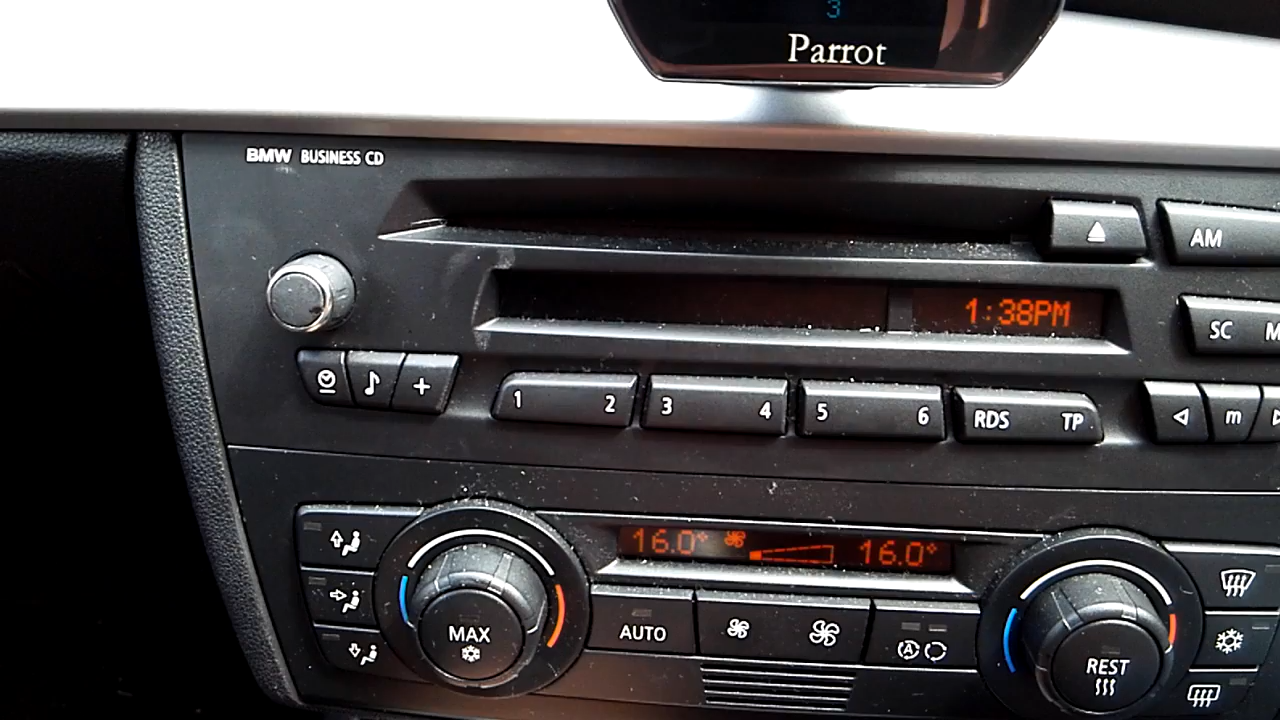 3
Parrot
BMW BUSINESS CD
AM
1:38PM
SC M
1 2 3 4 5 6 RDS TP m
16.0° 16.0°
AUTO
MAX
A
REST